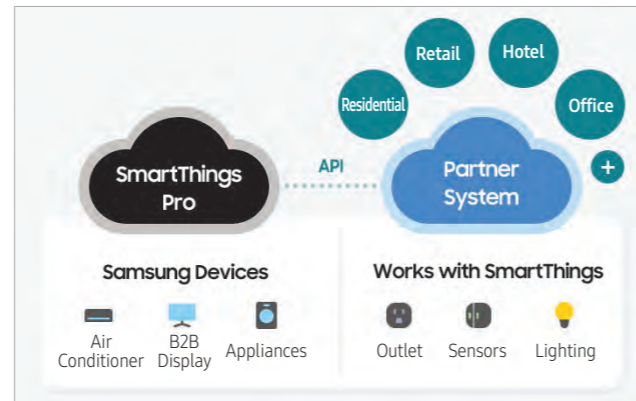 Retail
Hotel
Residential
Office
SmartThings
Pro
API
Partner
System
+
Samsung Devices
Works with SmartThings
Air
Conditioner
B2B
Display
Appliances
Outlet
Sensors
Lighting